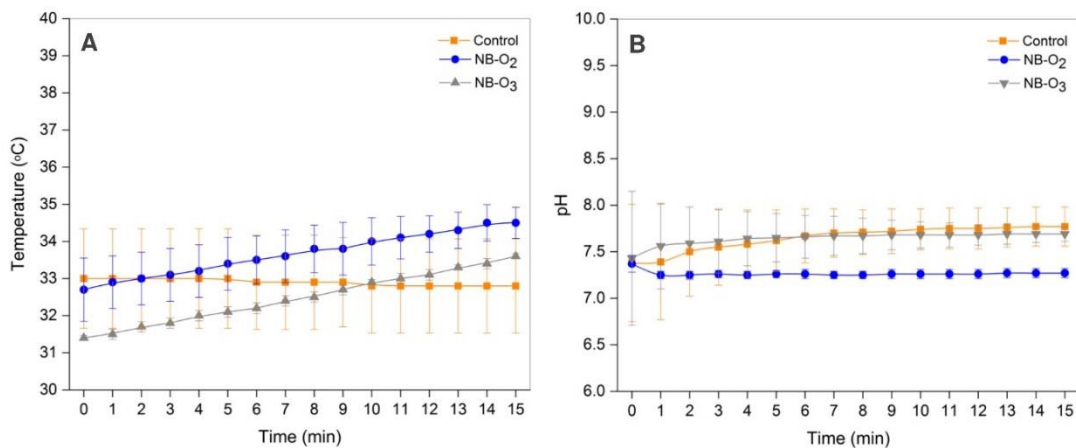 A
Control
NB-O₂
NB-O₃
40
39
38
37
36
35
34
33
32
31
30
Temperature (oC)
0 1 2 3 4 5 6 7 8 9 10 11 12 13 14 15
Time (min)
B
Control
NB-O₂
NB-O₃
10.0
9.5
9.0
8.5
8.0
7.5
7.0
6.5
6.0
pH
0 1 2 3 4 5 6 7 8 9 10 11 12 13 14 15
Time (min)